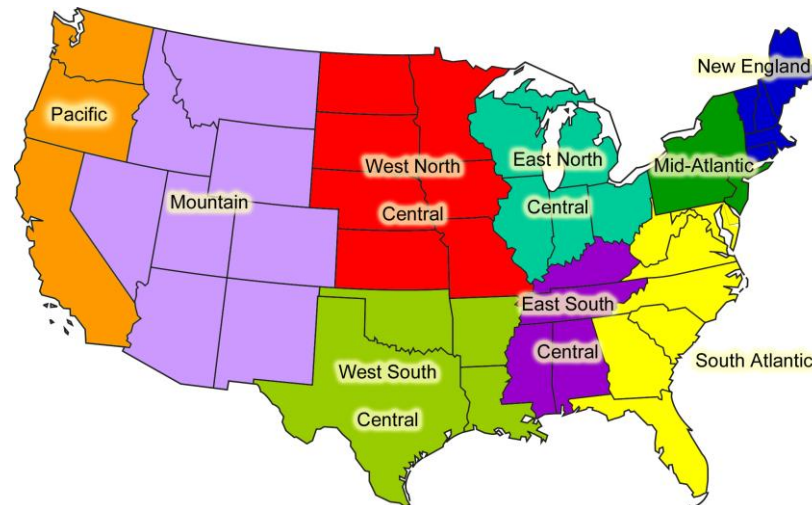 New England
Pacific
West North
East North
Mid-Atlantic
Mountain
Central
Central
East South
Central
South Atlantic
West South
Central